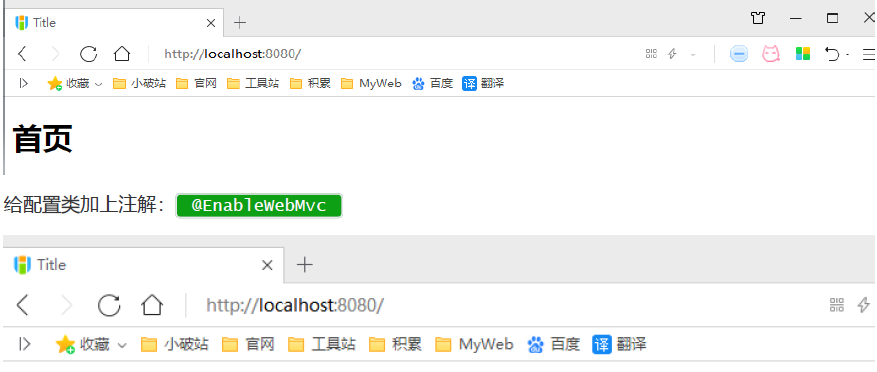 Title
http://localhost:8080/
收藏 小破站 官网 工具站 积累 MyWeb 百度 译 翻译
首页
给配置类加上注解： @EnableWebMvc
Title
http://localhost:8080/
收藏 小破站 官网 工具站 积累 MyWeb 百度 译 翻译